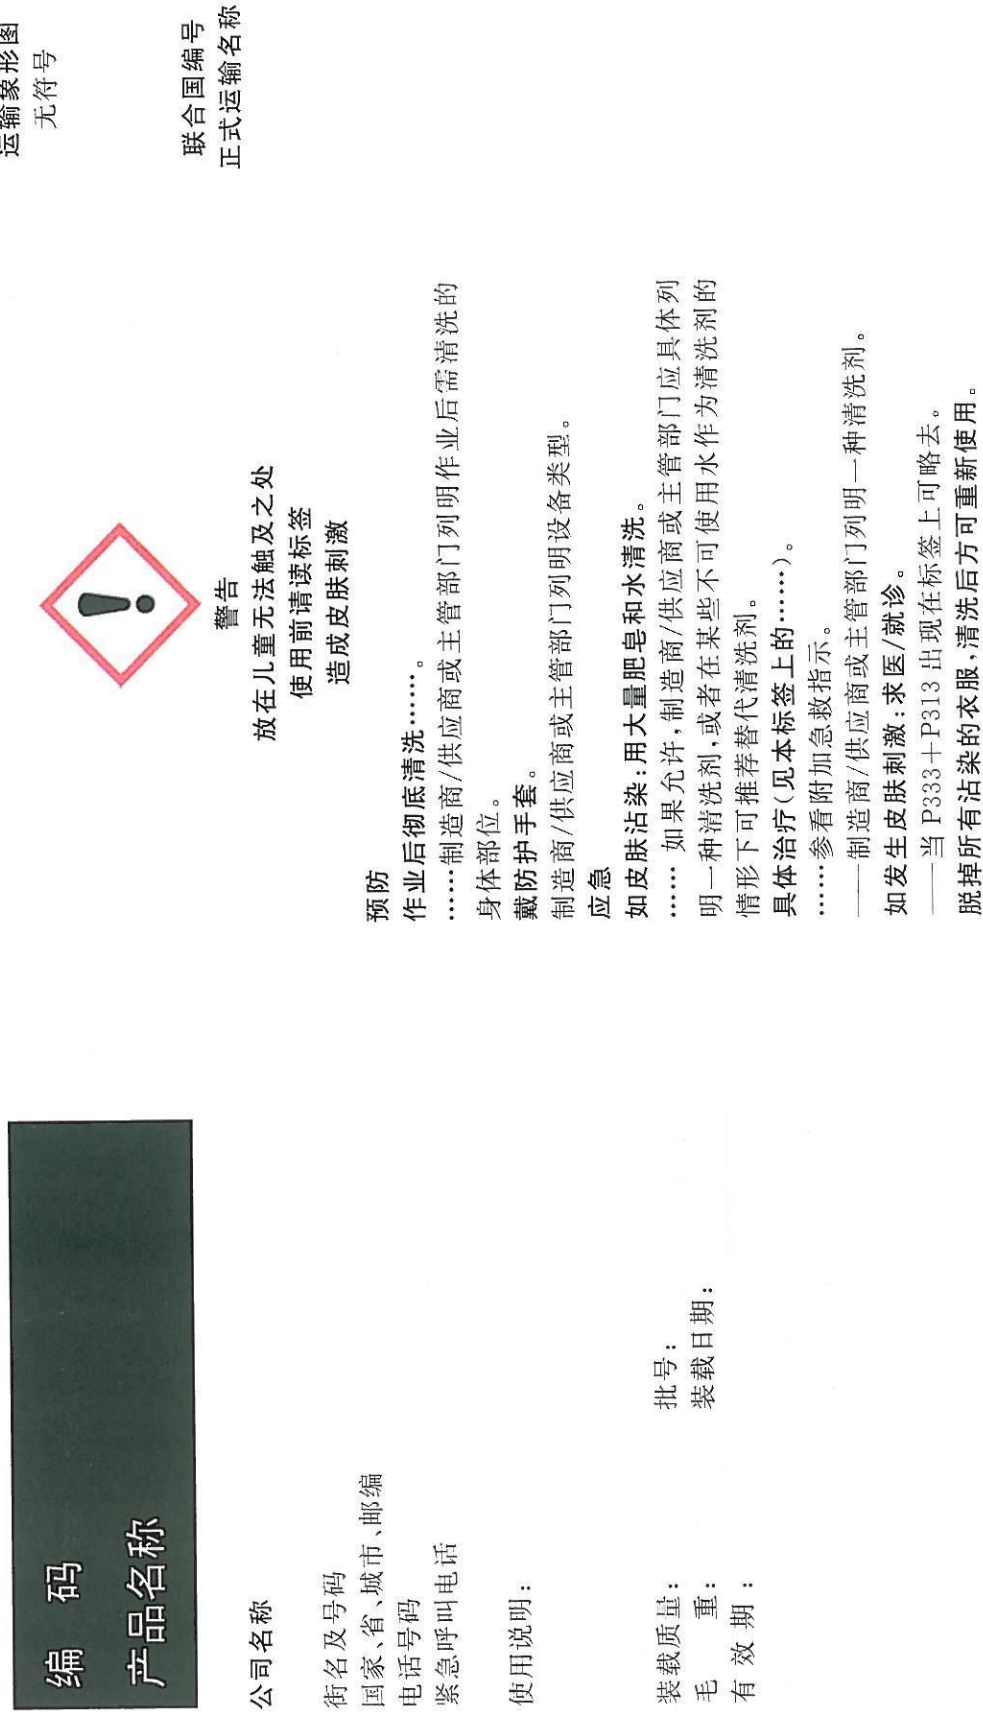 编 码
产品名称
公司名称
街名及号码
国家、省、城市、邮编
电话号码
紧急呼叫电话
使用说明:
装载质量: 批号:
毛 重: 装载日期:
有 效 期:
警告
放在儿童无法触及之处
使用前请读标签
造成皮肤刺激
预防
作业后彻底清洗……。
……制造商/供应商或主管部门列明作业后需清洗的
身体部位。
戴防护手套。
制造商/供应商或主管部门列明设备类型。
应急
如皮肤沾染:用大量肥皂和水清洗。
…… 如果允许,制造商/供应商或主管部门应具体列
明一种清洗剂,或者在某些不可使用水作为清洗剂的
情形下可推荐替代清洗剂。
具体治疗(见本标签上的……)。
……参看附加急救指示。
——制造商/供应商或主管部门列明一种清洗剂。
如发生皮肤刺激:求医/就诊。
——当 P333+P313 出现在标签上可略去。
脱掉所有沾染的衣服,清洗后方可重新使用。
运输象形图
无符号
联合国编号
正式运输名称